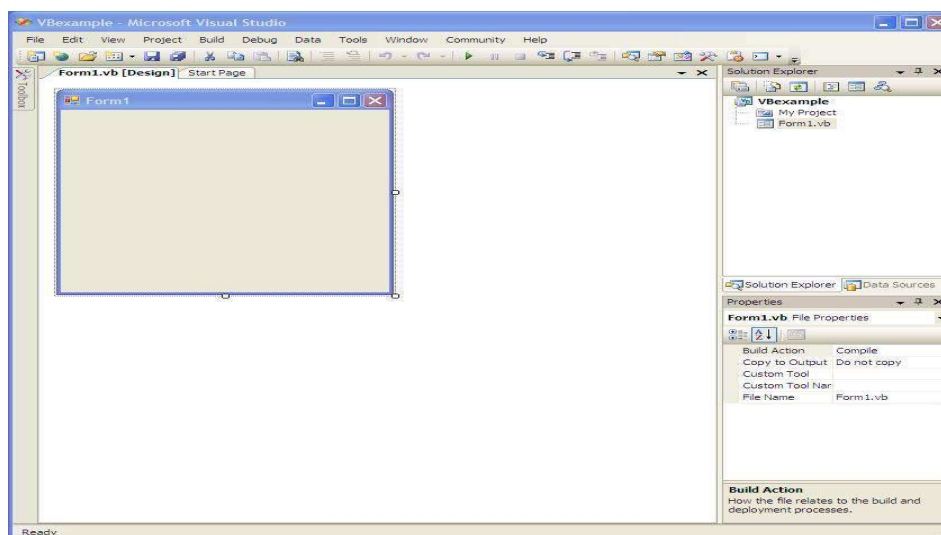 VBexample - Microsoft Visual Studio
File Edit View Project Build Debug Data Tools Window Community Help
Form1.vb [Design] Start Page
Toolbox
Form1
Solution Explorer
VBexample
My Project
Form1.vb
Solution Explorer Data Sources
Properties
Form1.vb File Properties
Build Action Compile
Copy to Output Do not copy
Custom Tool
Custom Tool Nar
File Name Form1.vb
Build Action
How the file relates to the build and
deployment processes.
Ready